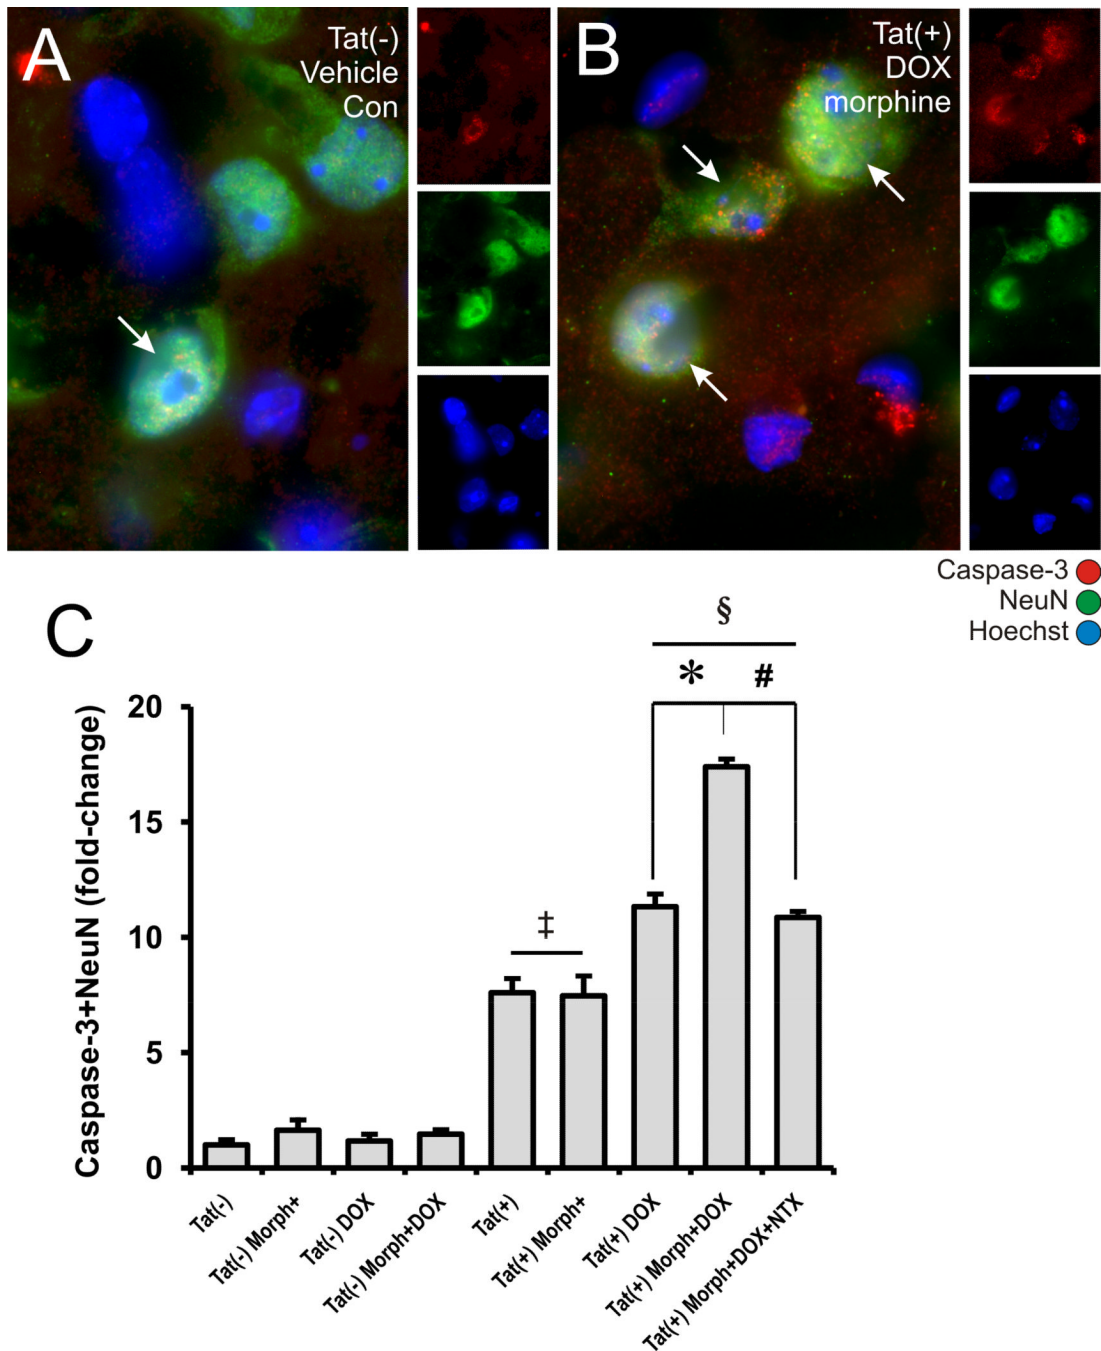 A
Tat(-)
Vehicle
Con
B
Tat(+)
DOX
morphine
Caspase-3
NeuN
Hoechst
C
§
* #
‡
Caspase-3+NeuN (fold-change)
20
15
10
5
0
Tat(-)
Tat(-) Morph+
Tat(-) DOX
Tat(-) Morph+DOX
Tat(+)
Tat(+) Morph+
Tat(+) DOX
Tat(+) Morph+DOX
Tat(+) Morph+DOX+NTX